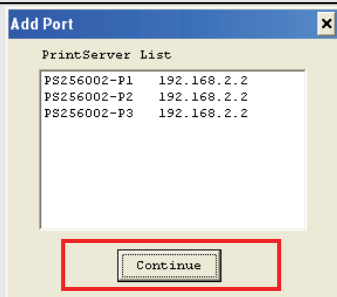 Add Port
PrintServer List
PS256002-P1 192.168.2.2
PS256002-P2 192.168.2.2
PS256002-P3 192.168.2.2
Continue